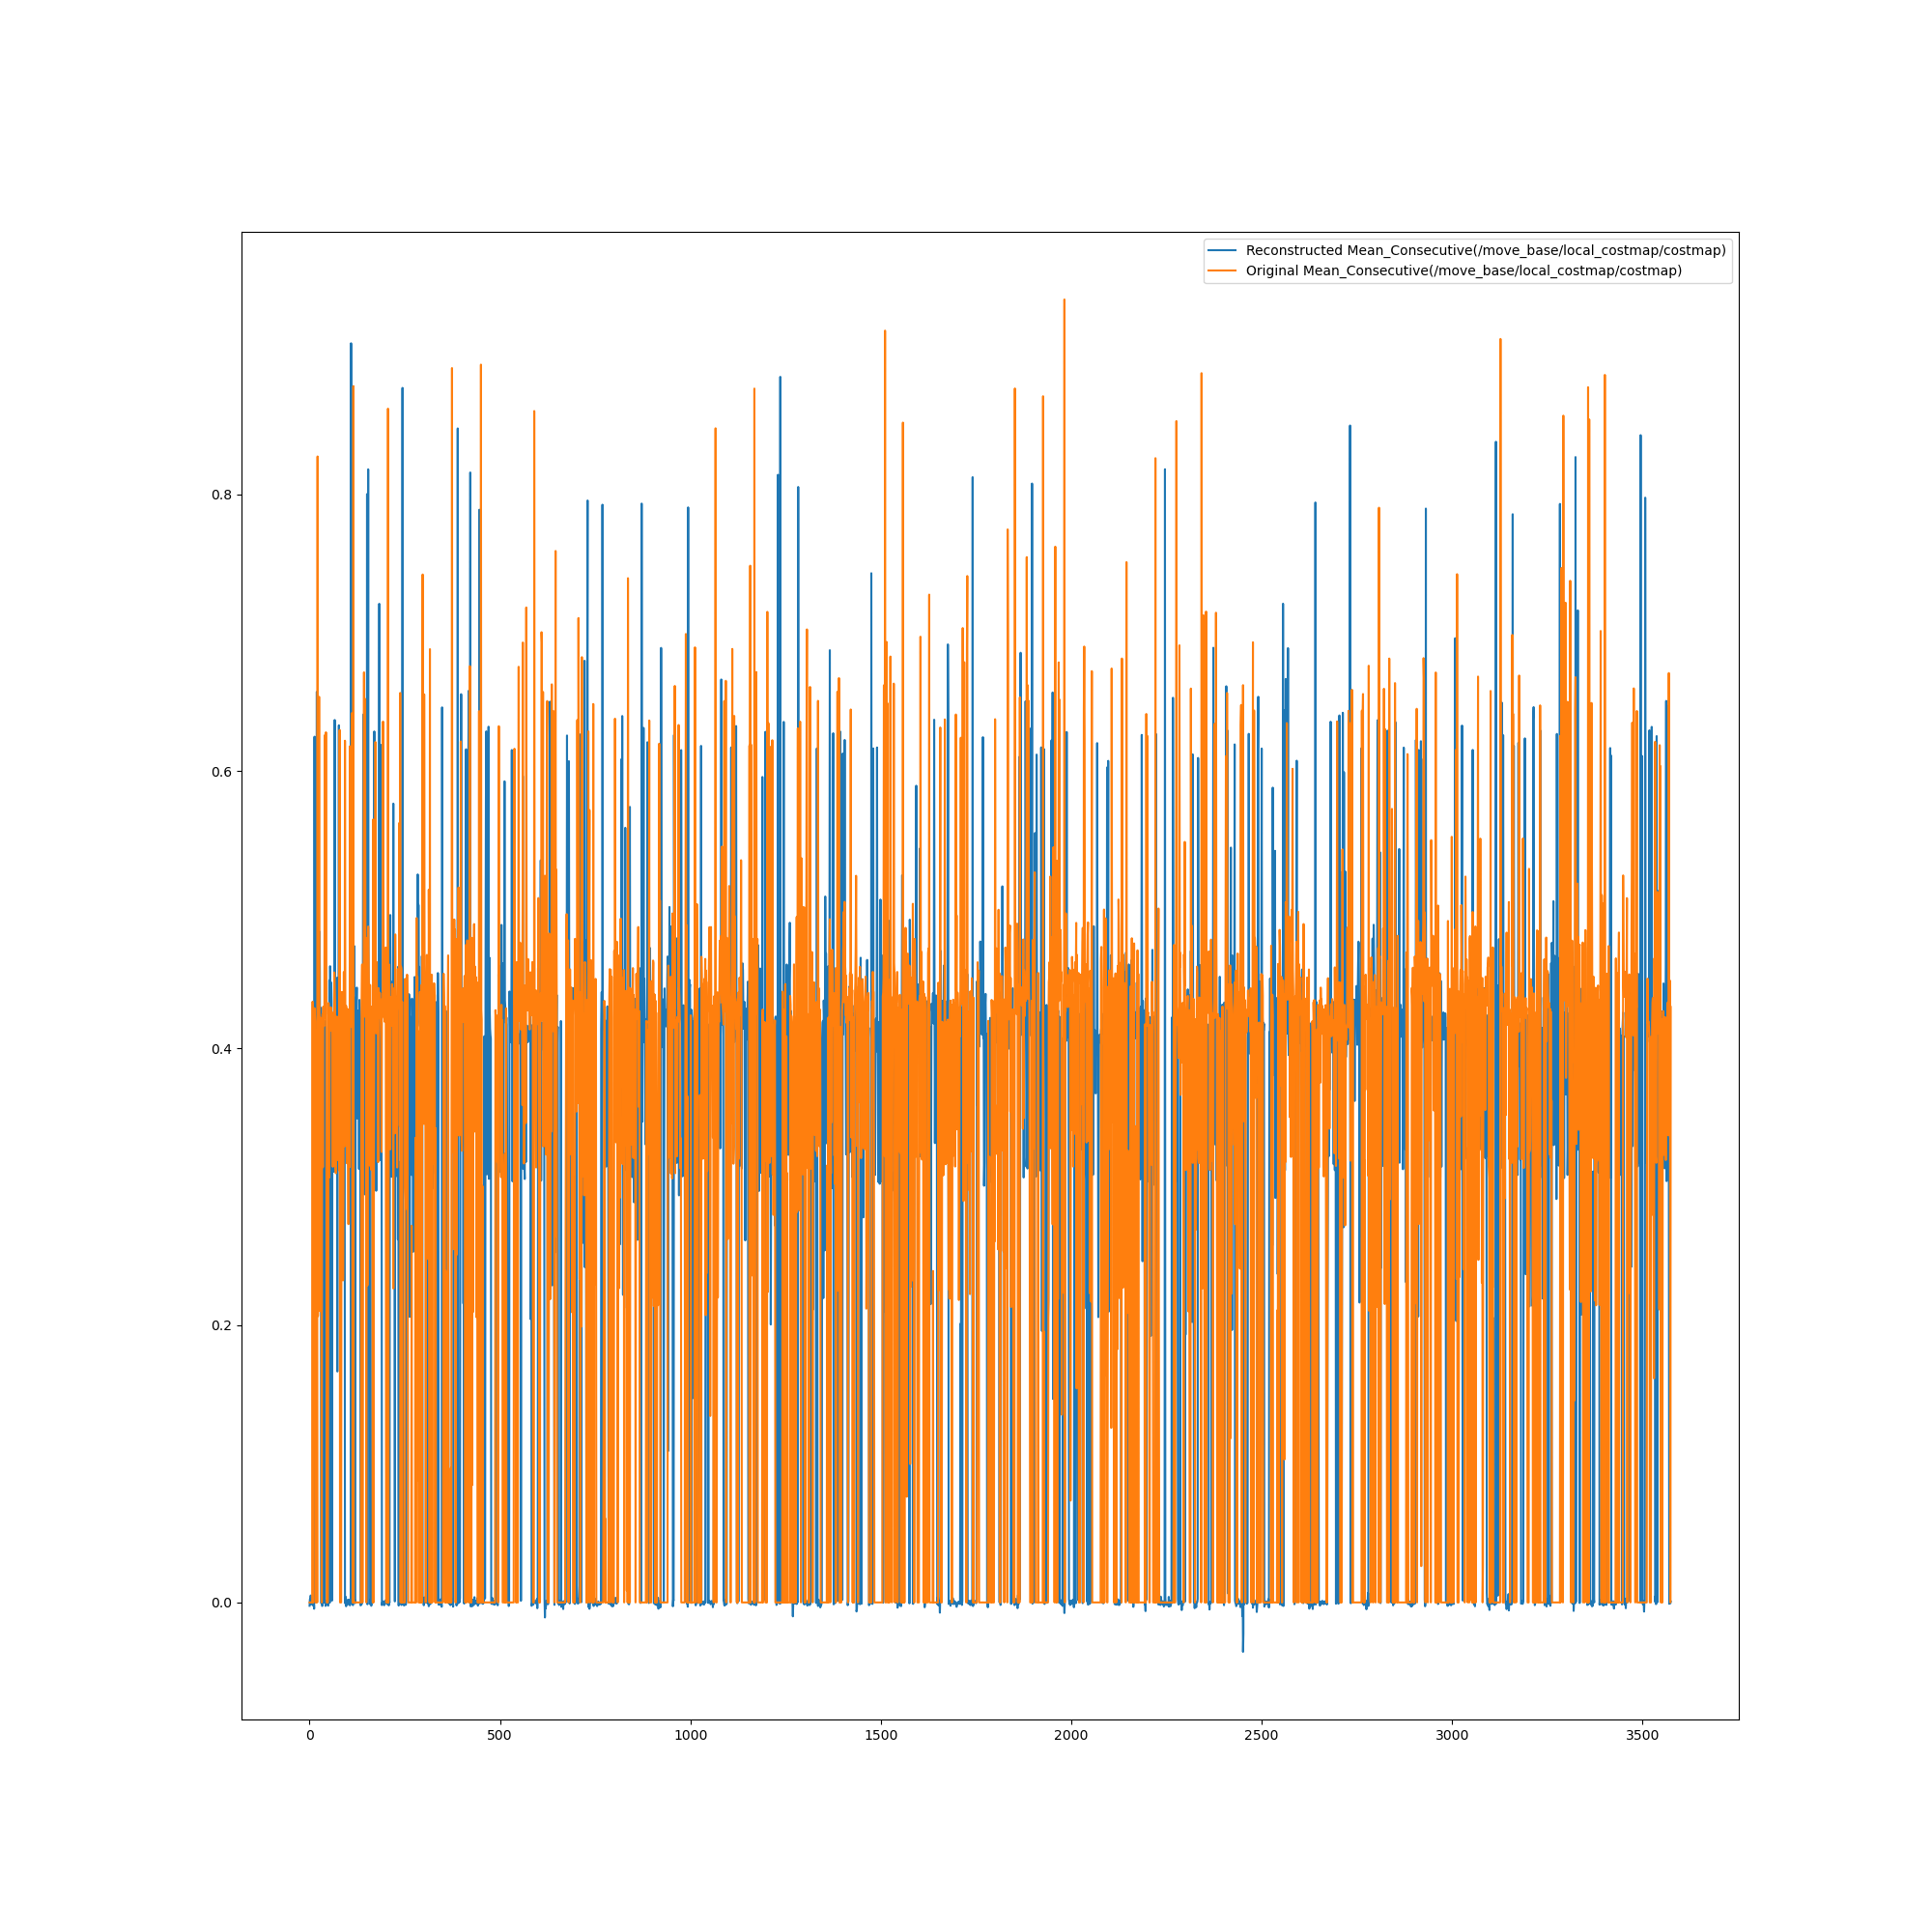 Reconstructed Mean_Consecutive(/move_base/local_costmap/costmap)
Original Mean_Consecutive(/move_base/local_costmap/costmap)
0.8
0.6
0.4
0.2
0.0
0 500 1000 1500 2000 2500 3000 3500